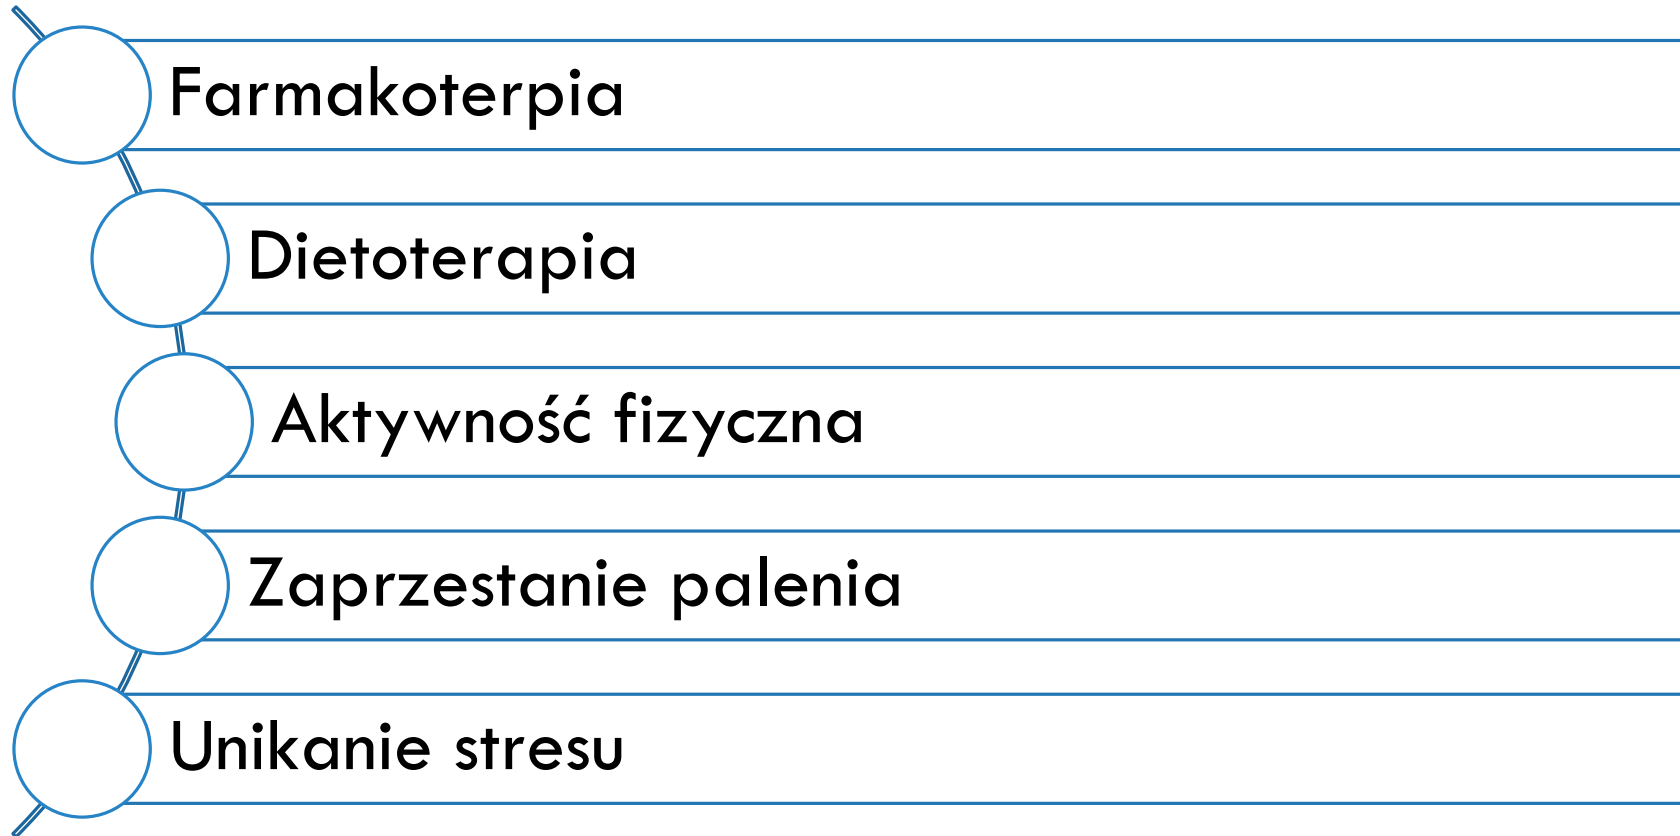 Farmakoterpia
Dietoterapia
Aktywność fizyczna
Zaprzestanie palenia
Unikanie stresu